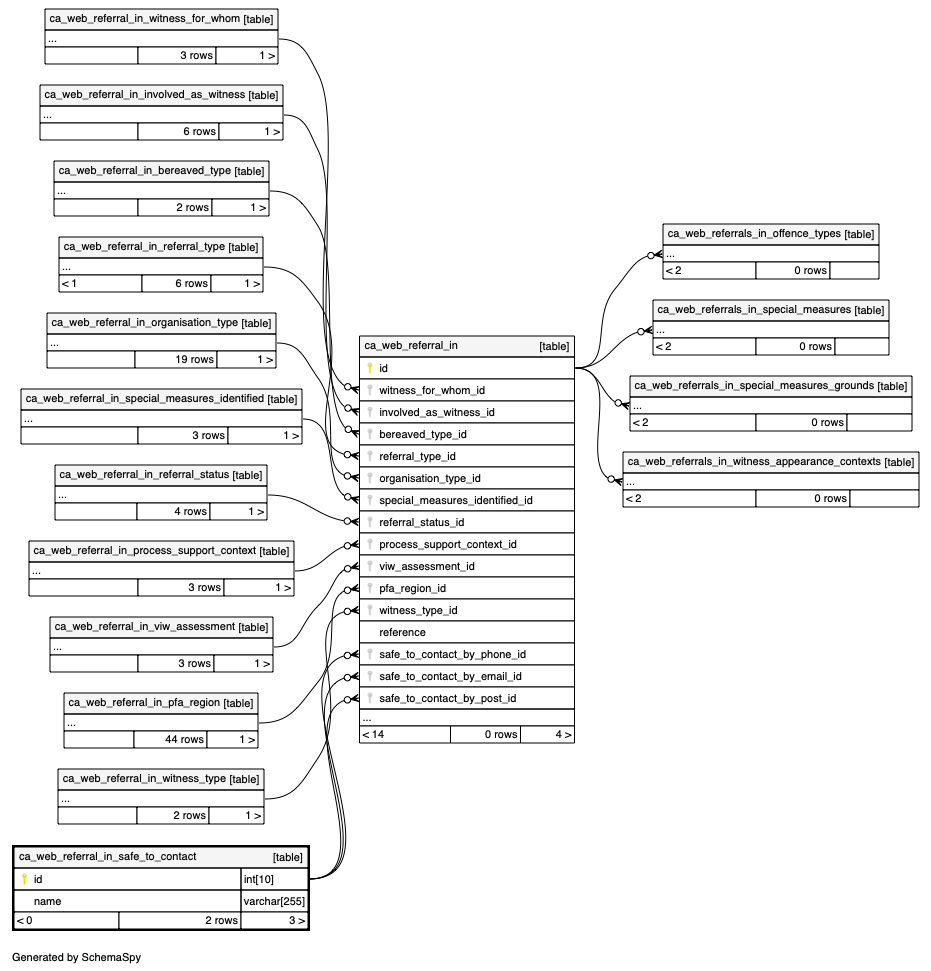 ca_web_referral_in_witness_for_whom [table]
...
3 rows 1 >
ca_web_referral_in_involved_as_witness [table]
...
6 rows 1 >
ca_web_referral_in_bereaved_type [table]
...
2 rows 1 >
ca_web_referral_in_referral_type [table]
...
< 1 6 rows 1 >
ca_web_referral_in_organisation_type [table]
...
19 rows 1 >
ca_web_referral_in_special_measures_identified [table]
...
3 rows 1 >
ca_web_referral_in_referral_status [table]
...
4 rows 1 >
ca_web_referral_in_process_support_context [table]
...
3 rows 1 >
ca_web_referral_in_viw_assessment [table]
...
3 rows 1 >
ca_web_referral_in_pfa_region [table]
...
44 rows 1 >
ca_web_referral_in_witness_type [table]
...
2 rows 1 >
ca_web_referral_in_safe_to_contact [table]
id int[10]
name varchar[255]
< 0 2 rows 3 >
ca_web_referral_in [table]
id
witness_for_whom_id
involved_as_witness_id
bereaved_type_id
referral_type_id
organisation_type_id
special_measures_identified_id
referral_status_id
process_support_context_id
viw_assessment_id
pfa_region_id
witness_type_id
reference
safe_to_contact_by_phone_id
safe_to_contact_by_email_id
safe_to_contact_by_post_id
...
< 14 0 rows 4 >
ca_web_referrals_in_offence_types [table]
...
< 2 0 rows
ca_web_referrals_in_special_measures [table]
...
< 2 0 rows
ca_web_referrals_in_special_measures_grounds [table]
...
< 2 0 rows
ca_web_referrals_in_witness_appearance_contexts [table]
...
< 2 0 rows
Generated by SchemaSpy